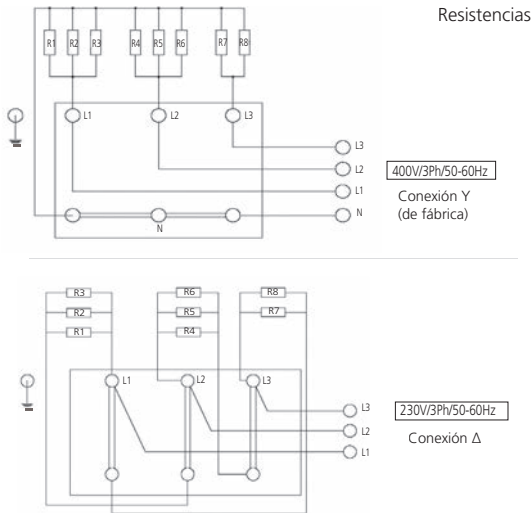 Resistencias
R1 R2 R3 R4 R5 R6 R7 R8
L1 L2 L3
L3
L2
400V/3Ph/50-60Hz
L1
Conexión Y
(de fábrica)
N
N
R3 R6 R8
R2 R5 R7
R1 R4
L1 L2 L3
L3
230V/3Ph/50-60Hz
L2
Conexión Δ
L1